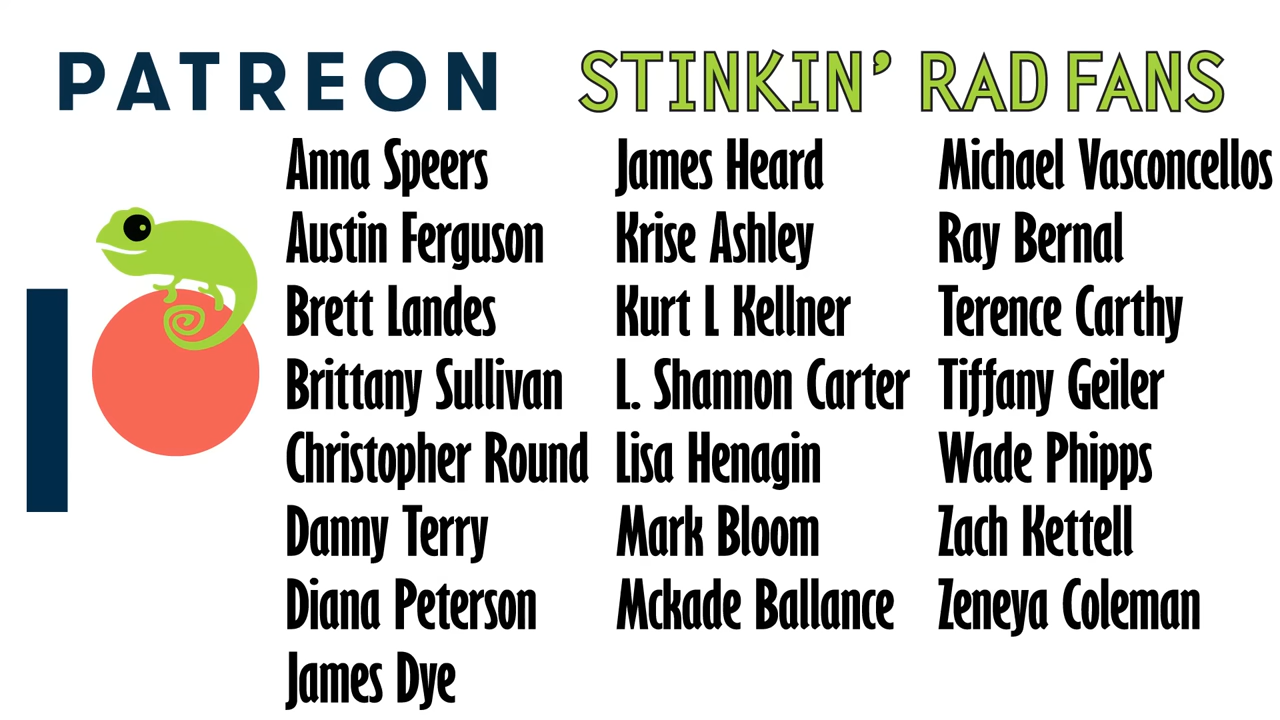 PATREON
STINKIN' RAD FANS
Anna Speers
Austin Ferguson
Brett Landes
Brittany Sullivan
Christopher Round
Danny Terry
Diana Peterson
James Dye
James Heard
Krise Ashley
Kurt L Kellner
L. Shannon Carter
Lisa Henagin
Mark Bloom
Mckade Ballance
Michael Vasconcellos
Ray Bernal
Terence Carthy
Tiffany Geiler
Wade Phipps
Zach Kettell
Zeneya Coleman